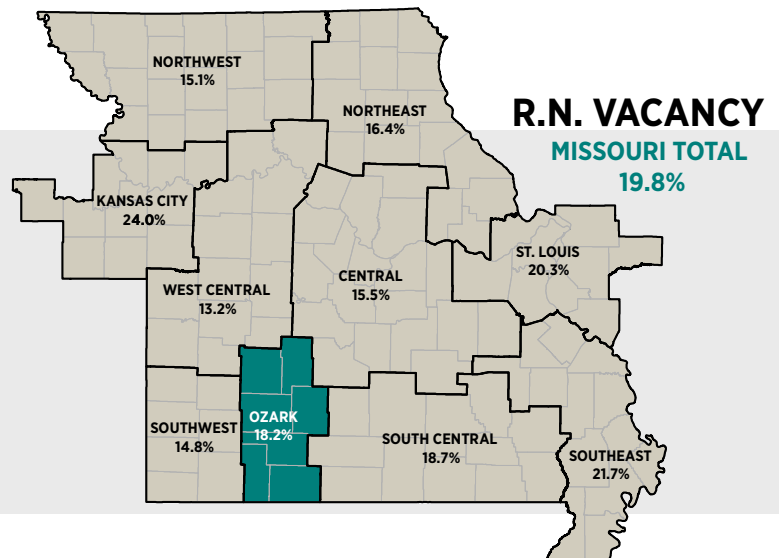 NORTHWEST
15.1%
NORTHEAST
16.4%
R.N. VACANCY
MISSOURI TOTAL
19.8%
KANSAS CITY
24.0%
ST. LOUIS
20.3%
CENTRAL
15.5%
WEST CENTRAL
13.2%
SOUTHWEST
14.8%
OZARK
18.2%
SOUTH CENTRAL
18.7%
SOUTHEAST
21.7%